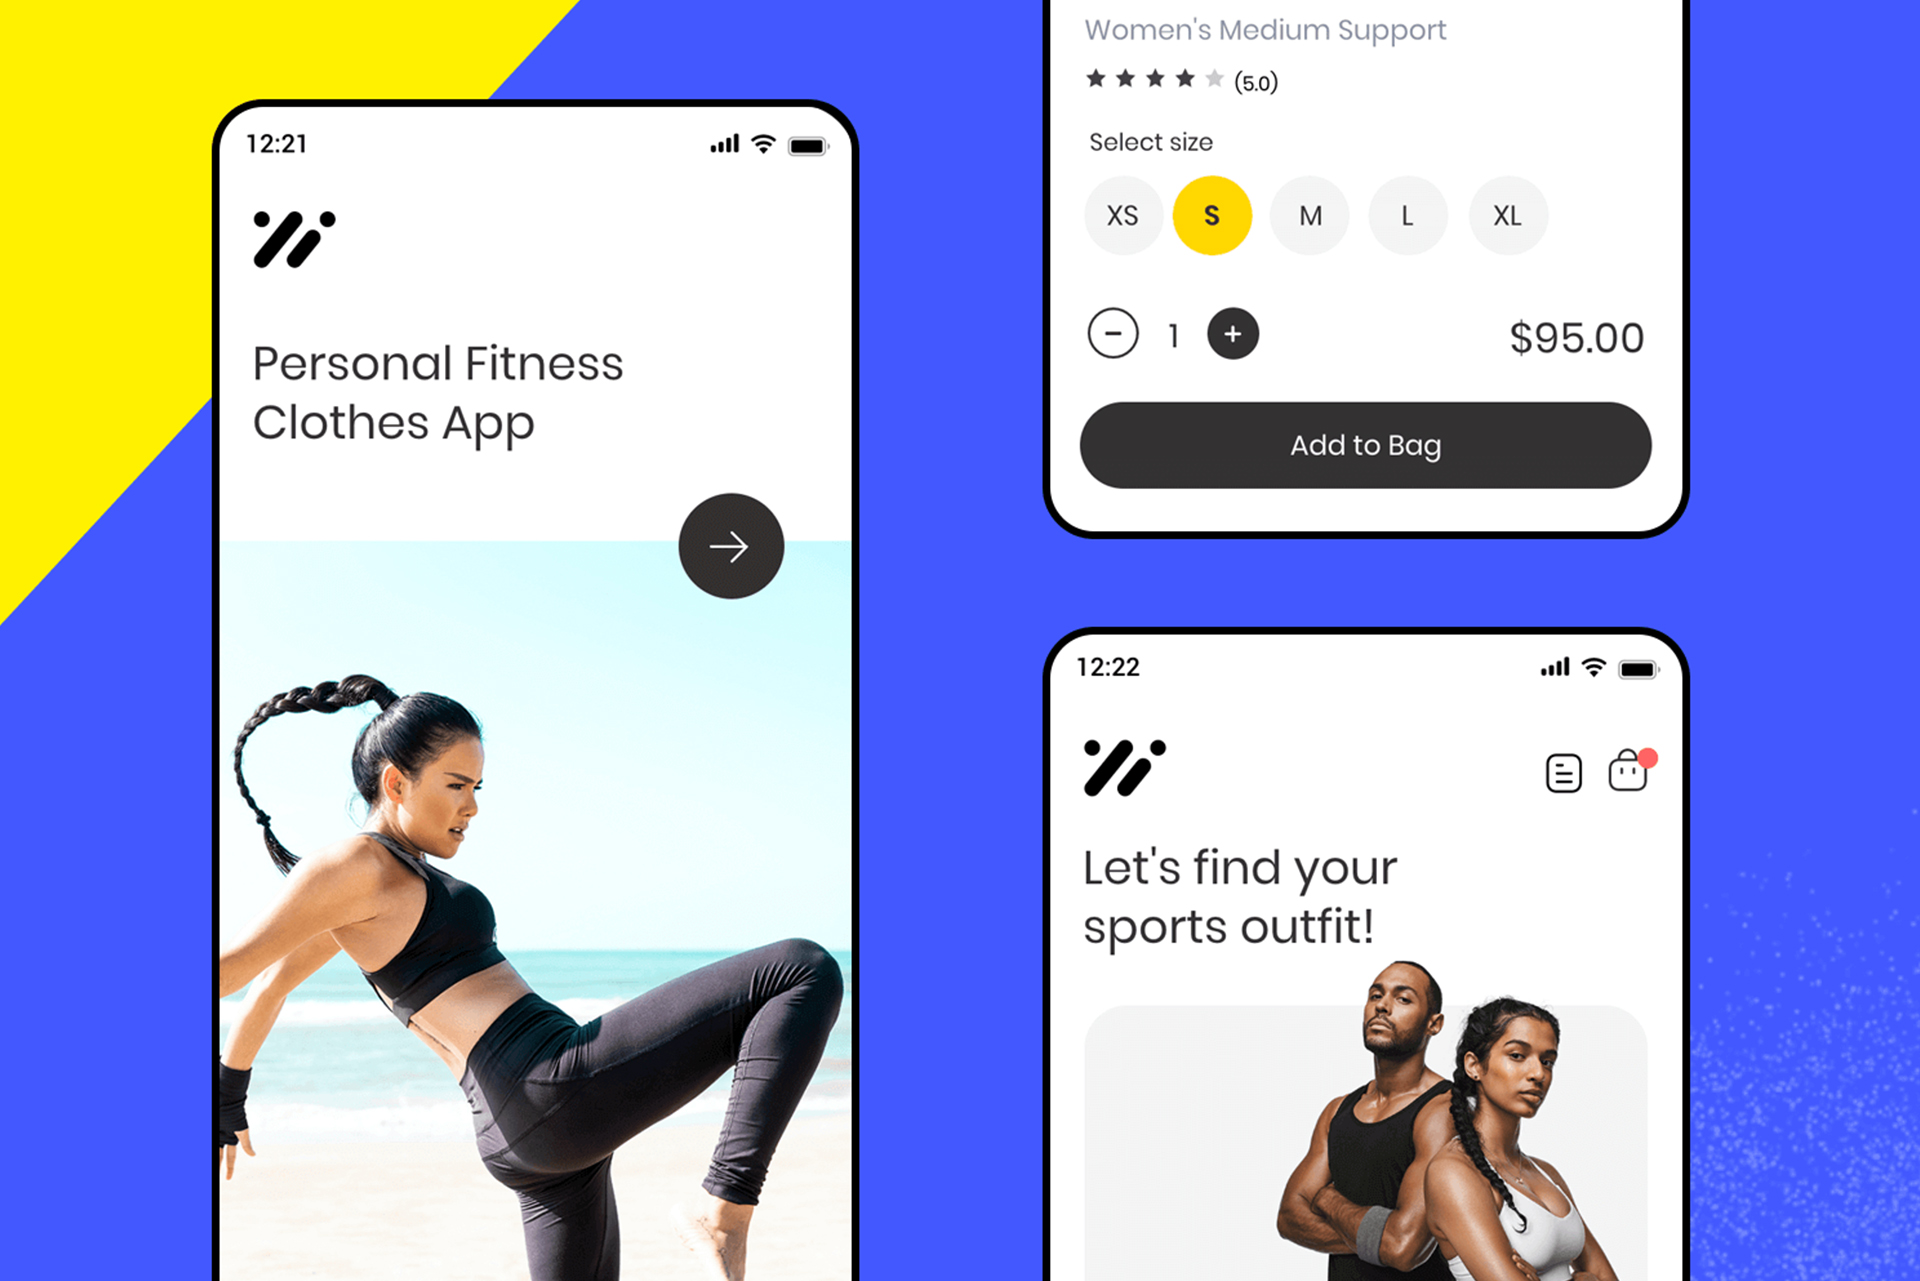 12:21
Personal Fitness
Clothes App
Women's Medium Support
(5.0)
Select size
XS S M L XL
1 $95.00
Add to Bag
12:22
Let's find your
sports outfit!